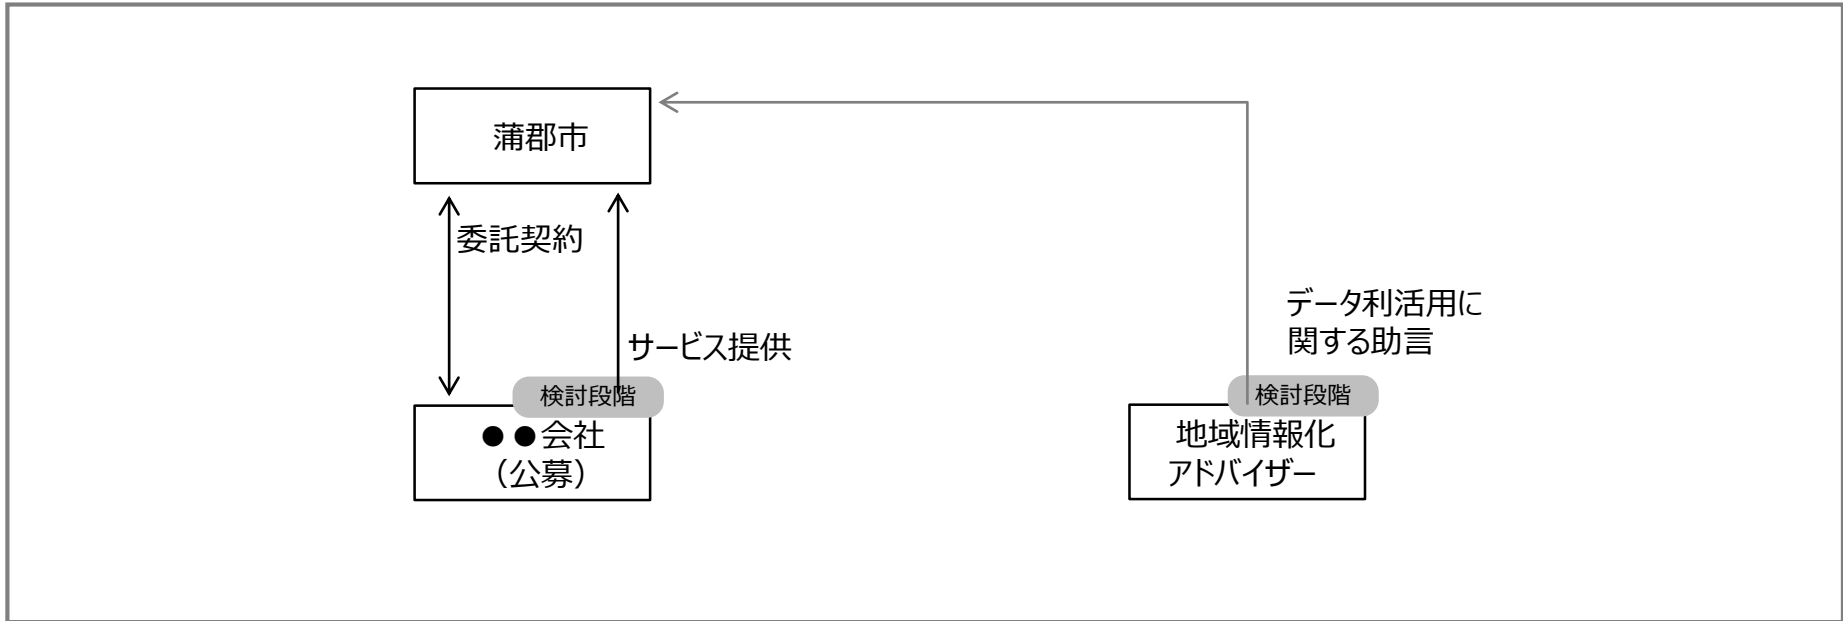 蒲郡市
委託契約
データ利活用に
関する助言
サービス提供
検討段階
●●会社
（公募）
検討段階
地域情報化
アドバイザー